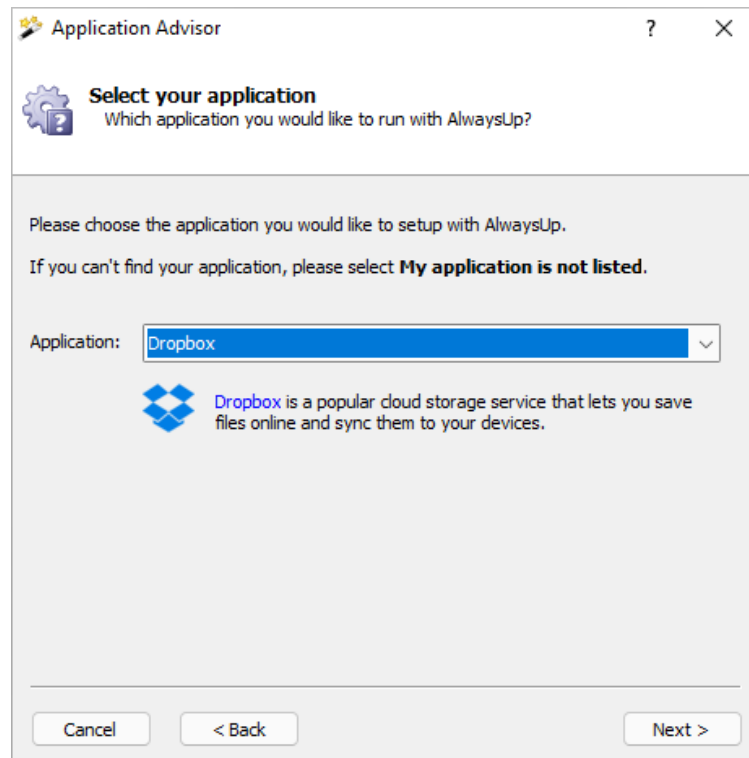 Application Advisor
?
Select your application
Which application you would like to run with AlwaysUp?
Please choose the application you would like to setup with AlwaysUp.
If you can't find your application, please select My application is not listed.
Application: Dropbox
Dropbox is a popular cloud storage service that lets you save
files online and sync them to your devices.
Cancel < Back Next >